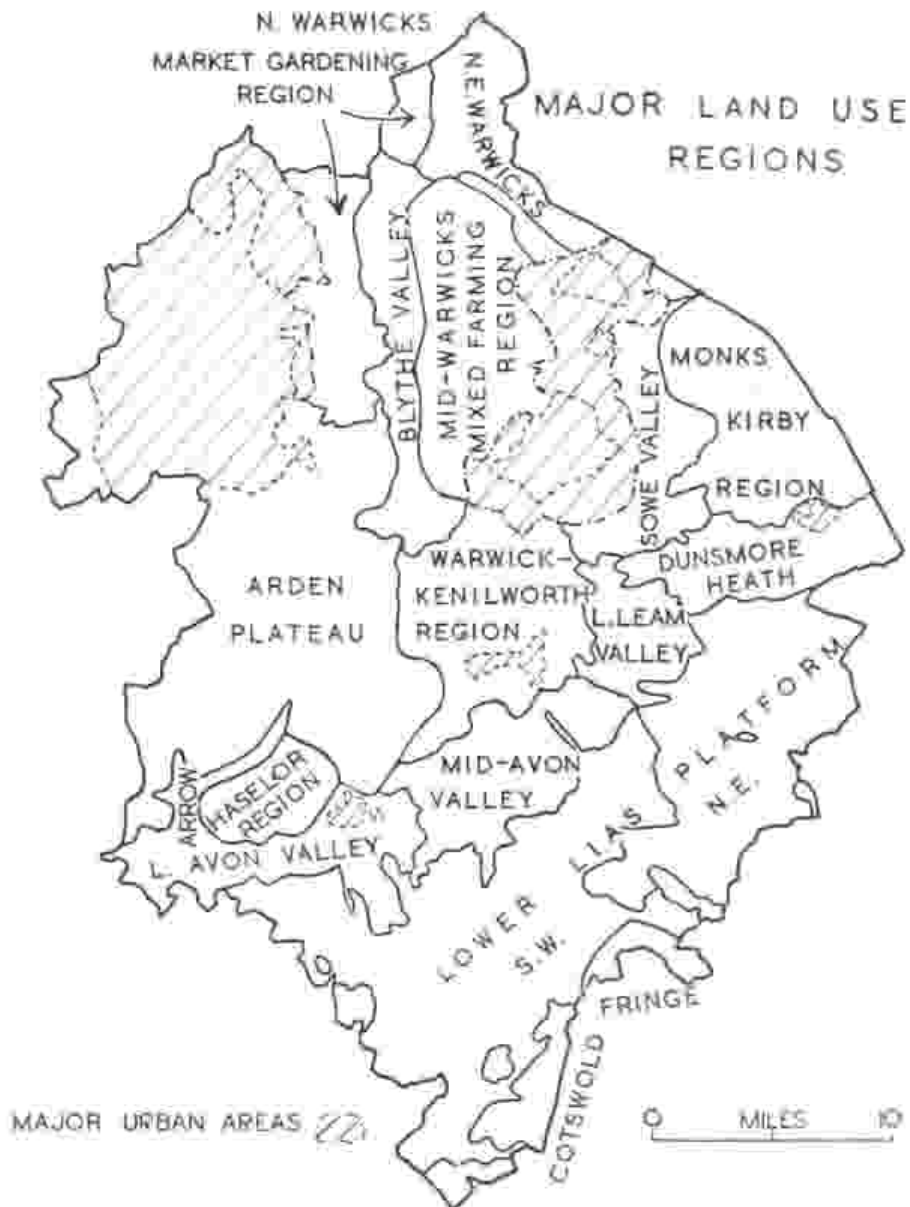 N. WARWICKS
MARKET GARDENING
REGION
MAJOR LAND USE
REGIONS
N.E. WARWICKS
BLYTHE VALLEY
MID-WARWICKS
MIXED FARMING
REGION
SOWE VALLEY
MONKS
KIRBY
REGION
DUNSMORE
HEATH
ARDEN
PLATEAU
WARWICK-
KENILWORTH
REGION
L. LEAM
VALLEY
ARROW
HASELOR
REGION
L. AVON VALLEY
MID-AVON
VALLEY
LOWER LIAS PLATFORM
N.E.
S.W.
COTSWOLD FRINGE
MAJOR URBAN AREAS
0 MILES 10